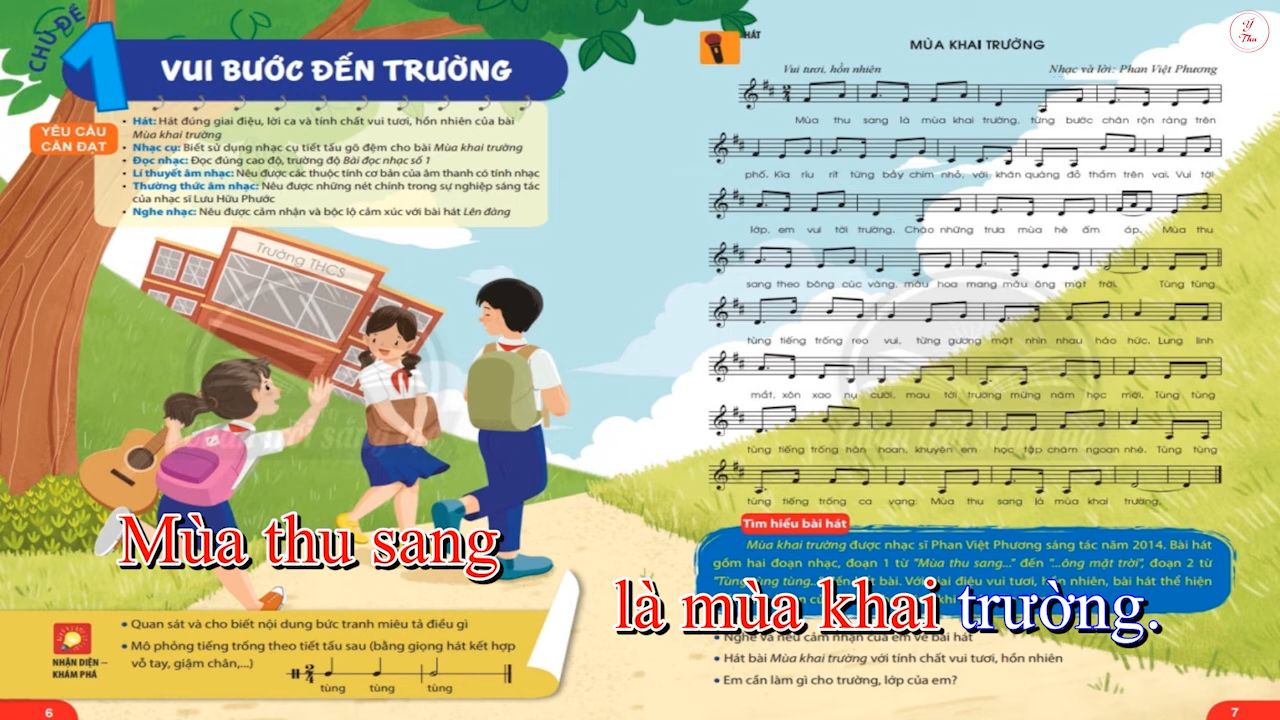 CHỦ ĐỀ
1
VUI BƯỚC ĐẾN TRƯỜNG
YÊU CẦU
CẦN ĐẠT
• Hát: Hát đúng giai điệu, lời ca và tính chất vui tươi, hồn nhiên của bài
Mùa khai trường
• Nhạc cụ: Biết sử dụng nhạc cụ tiết tấu gõ đệm cho bài Mùa khai trường
• Đọc nhạc: Đọc đúng cao độ, trường độ Bài đọc nhạc số 1
• Lí thuyết âm nhạc: Nêu được các thuộc tính cơ bản của âm thanh có tính nhạc
• Thường thức âm nhạc: Nêu được những nét chính trong sự nghiệp sáng tác
của nhạc sĩ Lưu Hữu Phước
• Nghe nhạc: Nêu được cảm nhận và bộc lộ cảm xúc với bài hát Lên đàng
Trường THCS
Mùa thu sang
NHẬN DIỆN –
KHÁM PHÁ
• Quan sát và cho biết nội dung bức tranh miêu tả điều gì
• Mô phỏng tiếng trống theo tiết tấu sau (bằng giọng hát kết hợp
vỗ tay, giậm chân,...)
2
4
tùng tùng tùng
6
HÁT
Ý
Thu
MÙA KHAI TRƯỜNG
Vui tươi, hồn nhiên
Nhạc và lời: Phan Việt Phương
Mùa thu sang là mùa khai trường, từng bước chân rộn ràng trên
phố. Kìa ríu rít từng bầy chim nhỏ, với khăn quàng đỏ thắm trên vai. Vui tới
lớp, em vui tới trường. Chào những trưa mùa hè ấm áp. Mùa thu
sang theo bông cúc vàng, màu hoa mang màu ông mặt trời. Tùng tùng
tùng tiếng trống reo vui, từng gương mặt nhìn nhau háo hức. Lung linh
mắt, xôn xao nụ cười, mau tới trường mừng năm học mới. Tùng tùng
tùng tiếng trống hân hoan, khuyên em học tập chăm ngoan nhé. Tùng tùng
tùng tiếng trống ca vang: Mùa thu sang là mùa khai trường.
Tìm hiểu bài hát
Mùa khai trường được nhạc sĩ Phan Việt Phương sáng tác năm 2014. Bài hát
gồm hai đoạn nhạc, đoạn 1 từ "Mùa thu sang..." đến "...ông mặt trời", đoạn 2 từ
"Tùng tùng tùng... đến hết bài. Với giai điệu vui tươi, hồn nhiên, bài hát thể hiện
là mùa khai trường.
• Nghe và nêu cảm nhận của em về bài hát
• Hát bài Mùa khai trường với tính chất vui tươi, hồn nhiên
• Em cần làm gì cho trường, lớp của em?
7